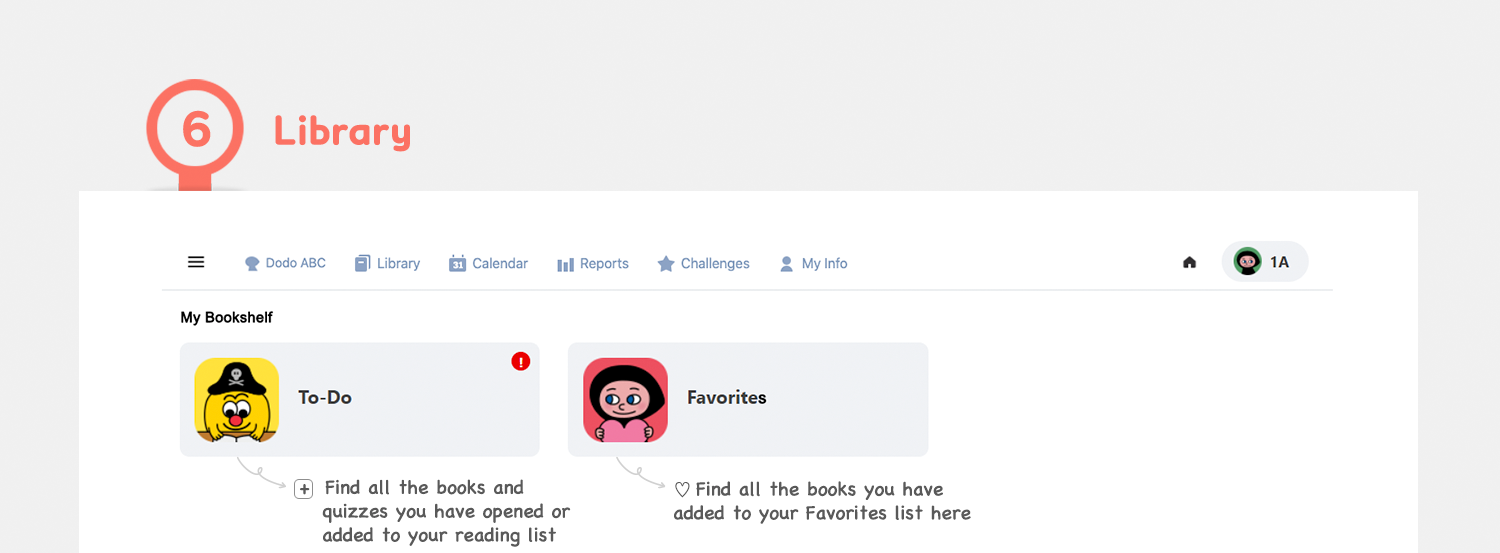 6 Library
Dodo ABC Library 31 Calendar Reports Challenges My Info 1A
My Bookshelf
To-Do ! Favorites
+ Find all the books and
quizzes you have opened or
added to your reading list
♡ Find all the books you have
added to your Favorites list here